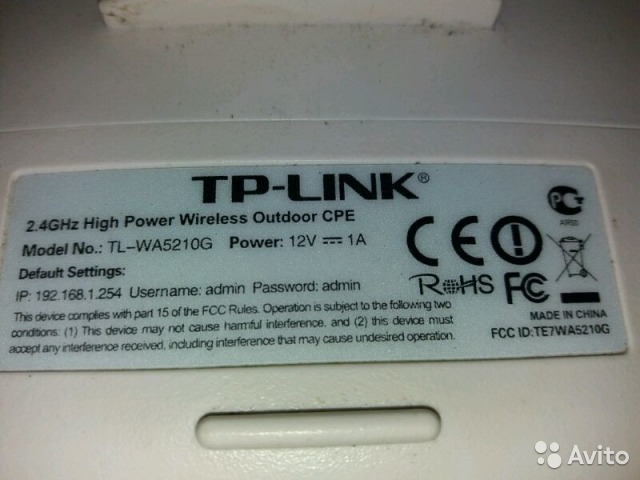 TP-LINK®
2.4GHz High Power Wireless Outdoor CPE
Model No.: TL-WA5210G Power: 12V ⎓ 1A
Default Settings:
IP: 192.168.1.254 Username: admin Password: admin
This device complies with part 15 of the FCC Rules. Operation is subject to the following two
conditions: (1) This device may not cause harmful interference, and (2) this device must
accept any interference received, including interference that may cause undesired operation.
CE
RoHS FC
MADE IN CHINA
FCC ID:TE7WA5210G
Avito